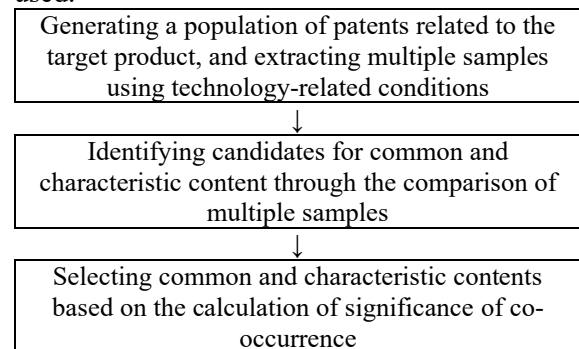 Generating a population of patents related to the
target product, and extracting multiple samples
using technology-related conditions
↓
Identifying candidates for common and
characteristic content through the comparison of
multiple samples
↓
Selecting common and characteristic contents
based on the calculation of significance of co-
occurrence